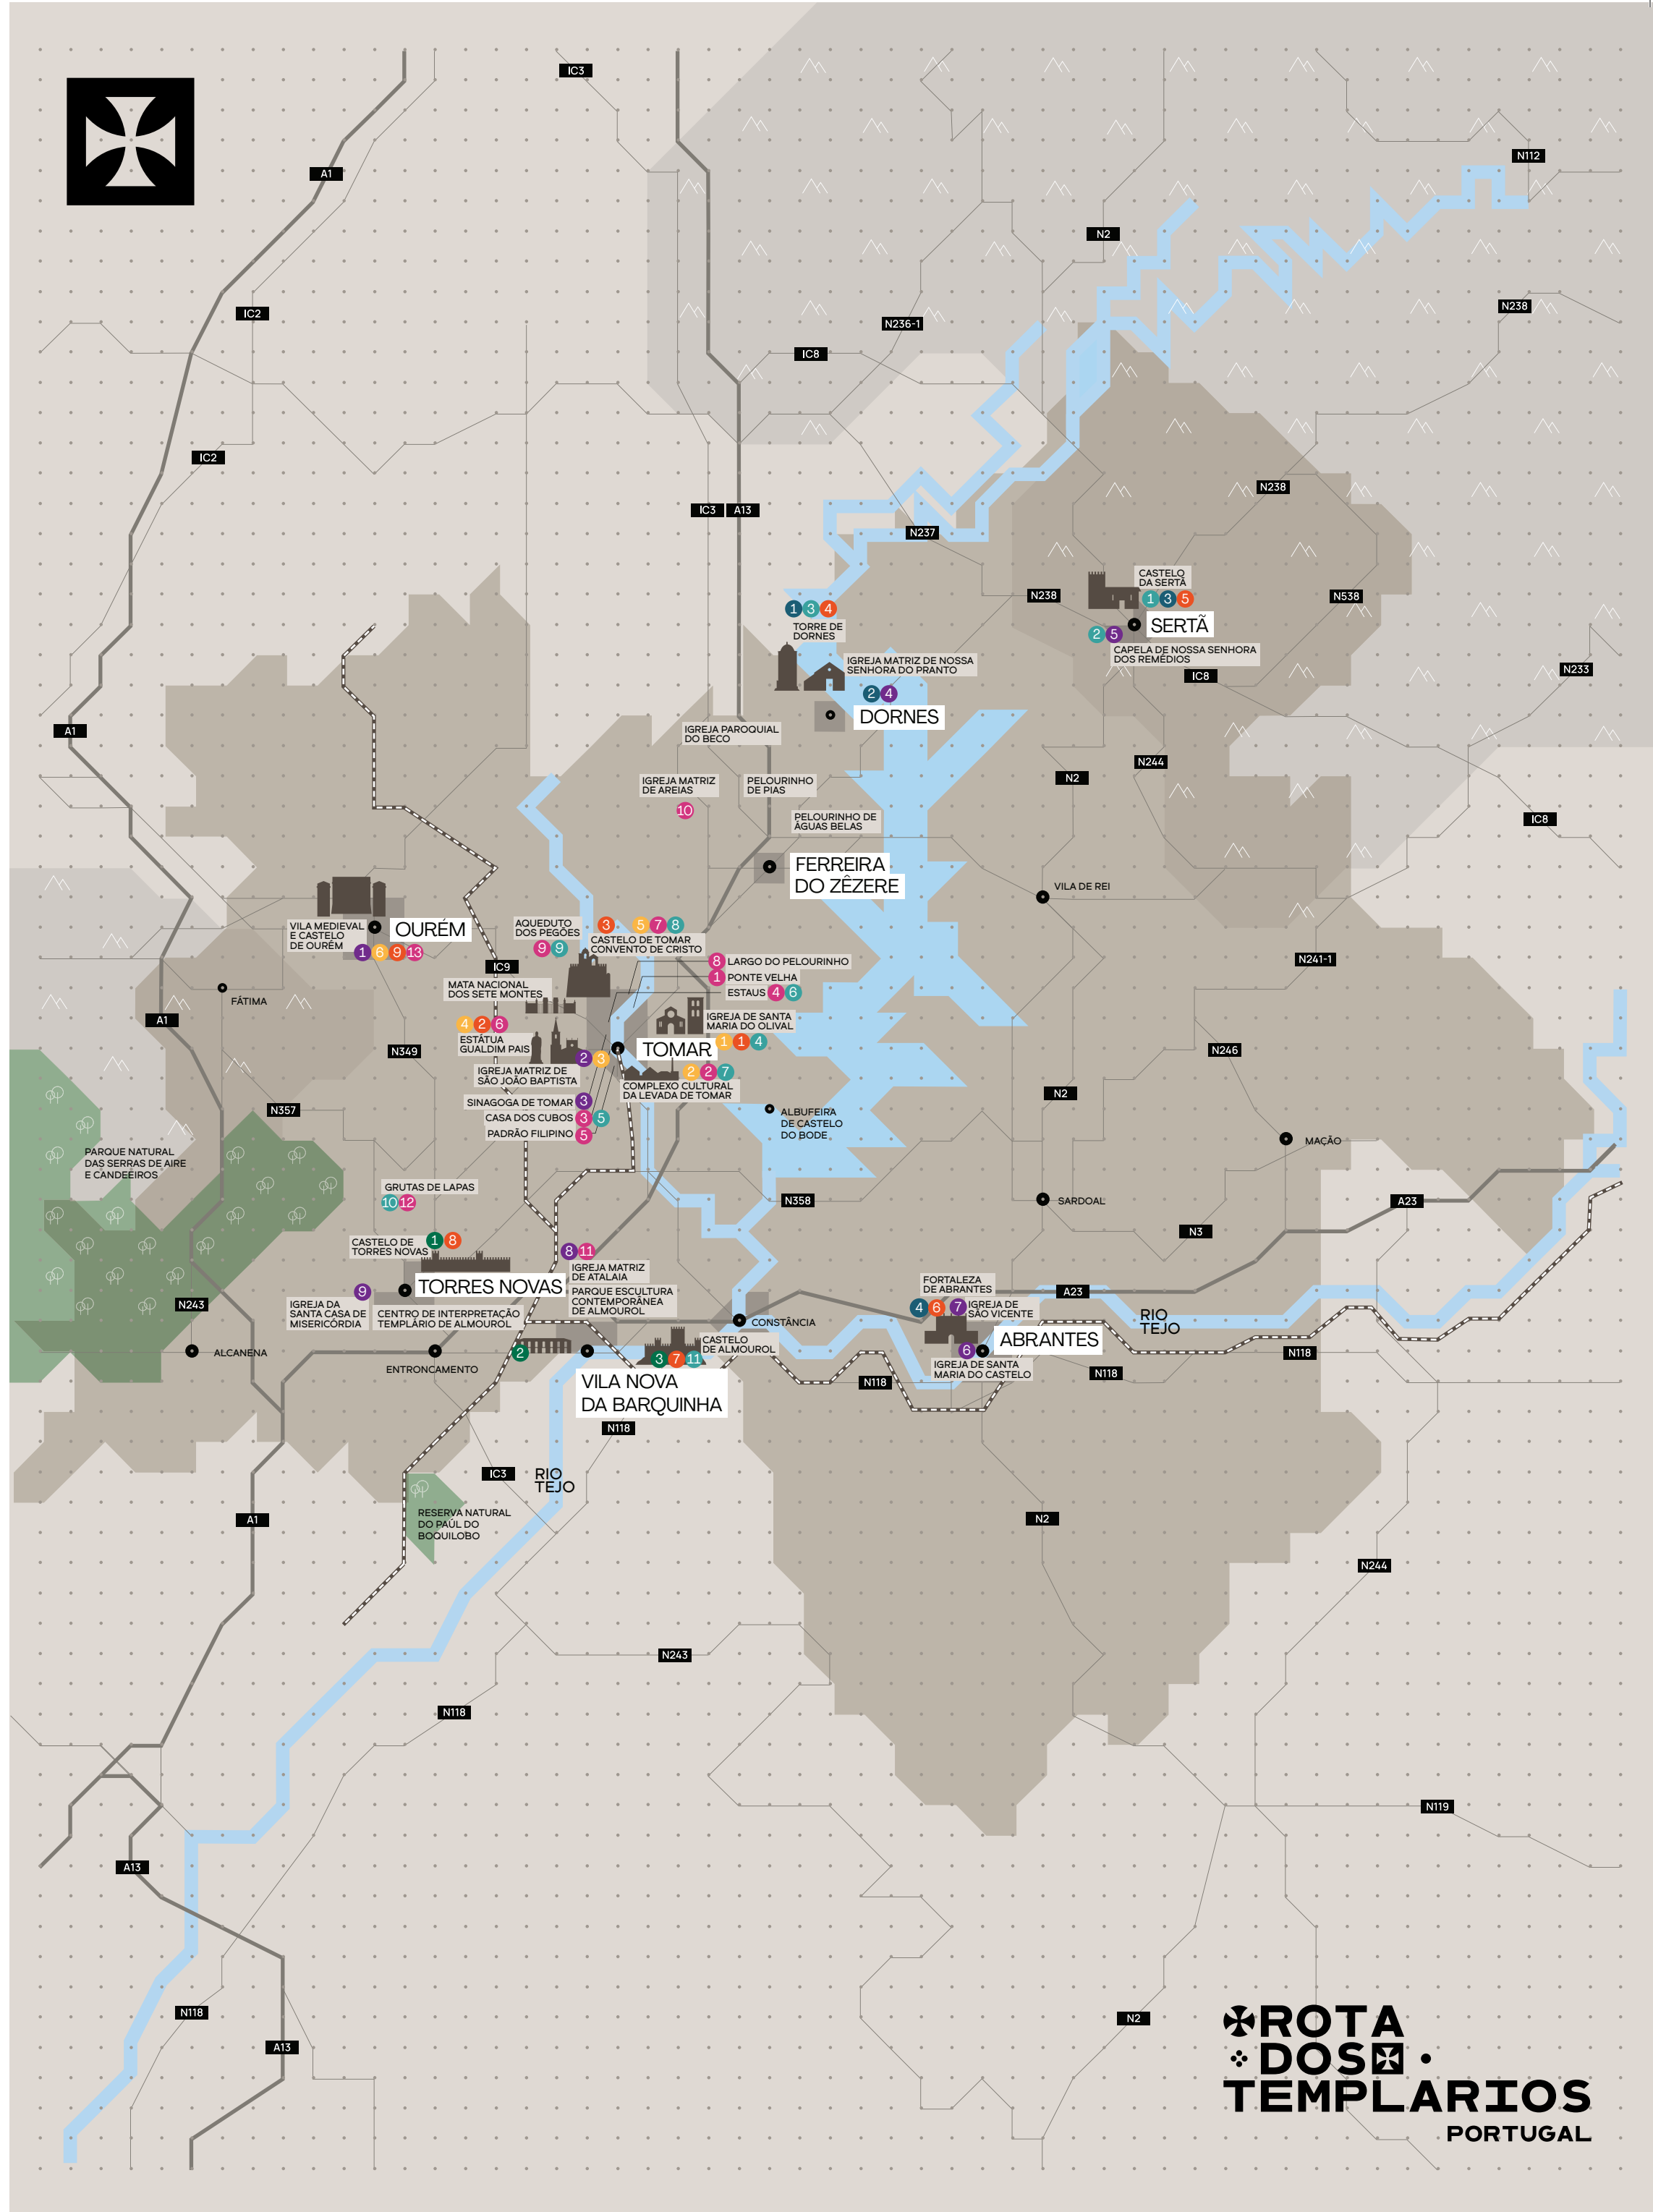 IC3
N112
A1
N2
N238
IC2
N236-1
IC8
IC2
N238
IC3
A13
N237
CASTELO
DA SERTÃ
1 3 5
N238
N538
1 3 4
TORRE DE
DORNES
SERTÃ
2 5
CAPELA DE NOSSA SENHORA
DOS REMÉDIOS
IGREJA MATRIZ DE NOSSA
SENHORA DO PRANTO
2 4
N233
IC8
DORNES
A1
IGREJA PAROQUIAL
DO BECO
N244
N2
IGREJA MATRIZ
DE AREIAS
10
PELOURINHO
DE PIAS
PELOURINHO DE
ÁGUAS BELAS
IC8
FERREIRA
DO ZÊZERE
VILA DE REI
VILA MEDIEVAL
E CASTELO
DE OURÉM
OURÉM
1 6 9 13
AQUEDUTO
DOS PEGÕES
9 9
3 5 7 8
CASTELO DE TOMAR
CONVENTO DE CRISTO
8 LARGO DO PELOURINHO
1 PONTE VELHA
ESTAUS 4 6
N241-1
IC9
MATA NACIONAL
DOS SETE MONTES
FÁTIMA
A1
4 2 6
ESTÁTUA
GUALDIM PAIS
IGREJA DE SANTA
MARIA DO OLIVAL
1 1 4
TOMAR
N349
N246
2 3
IGREJA MATRIZ DE
SÃO JOÃO BAPTISTA
2 2 7
COMPLEXO CULTURAL
DA LEVADA DE TOMAR
N2
SINAGOGA DE TOMAR 3
CASA DOS CUBOS 3 5
PADRÃO FILIPINO 5
N357
ALBUFEIRA
DE CASTELO
DO BODE
MAÇÃO
PARQUE NATURAL
DAS SERRAS DE AIRE
E CANDEEIROS
GRUTAS DE LAPAS
10 12
N358
SARDOAL
A23
N3
CASTELO DE
TORRES NOVAS
1 8
8 11
IGREJA MATRIZ
DE ATALAIA
TORRES NOVAS
9
IGREJA DA
SANTA CASA DE
MISERICÓRDIA
CENTRO DE INTERPRETAÇÃO
TEMPLÁRIO DE ALMOUROL
PARQUE ESCULTURA
CONTEMPORÂNEA
DE ALMOUROL
FORTALEZA
DE ABRANTES
4 6 7
IGREJA DE
SÃO VICENTE
A23
RIO
TEJO
N243
CONSTÂNCIA
ABRANTES
6
IGREJA DE SANTA
MARIA DO CASTELO
CASTELO
DE ALMOUROL
3 7 11
2
ALCANENA
ENTRONCAMENTO
N118
N118
N118
VILA NOVA
DA BARQUINHA
N118
IC3
RIO
TEJO
RESERVA NATURAL
DO PAÚL DO
BOQUILOBO
A1
N2
N244
N243
N118
N119
A13
N118
N2
A13
ROTA
DOS
TEMPLARIOS
PORTUGAL